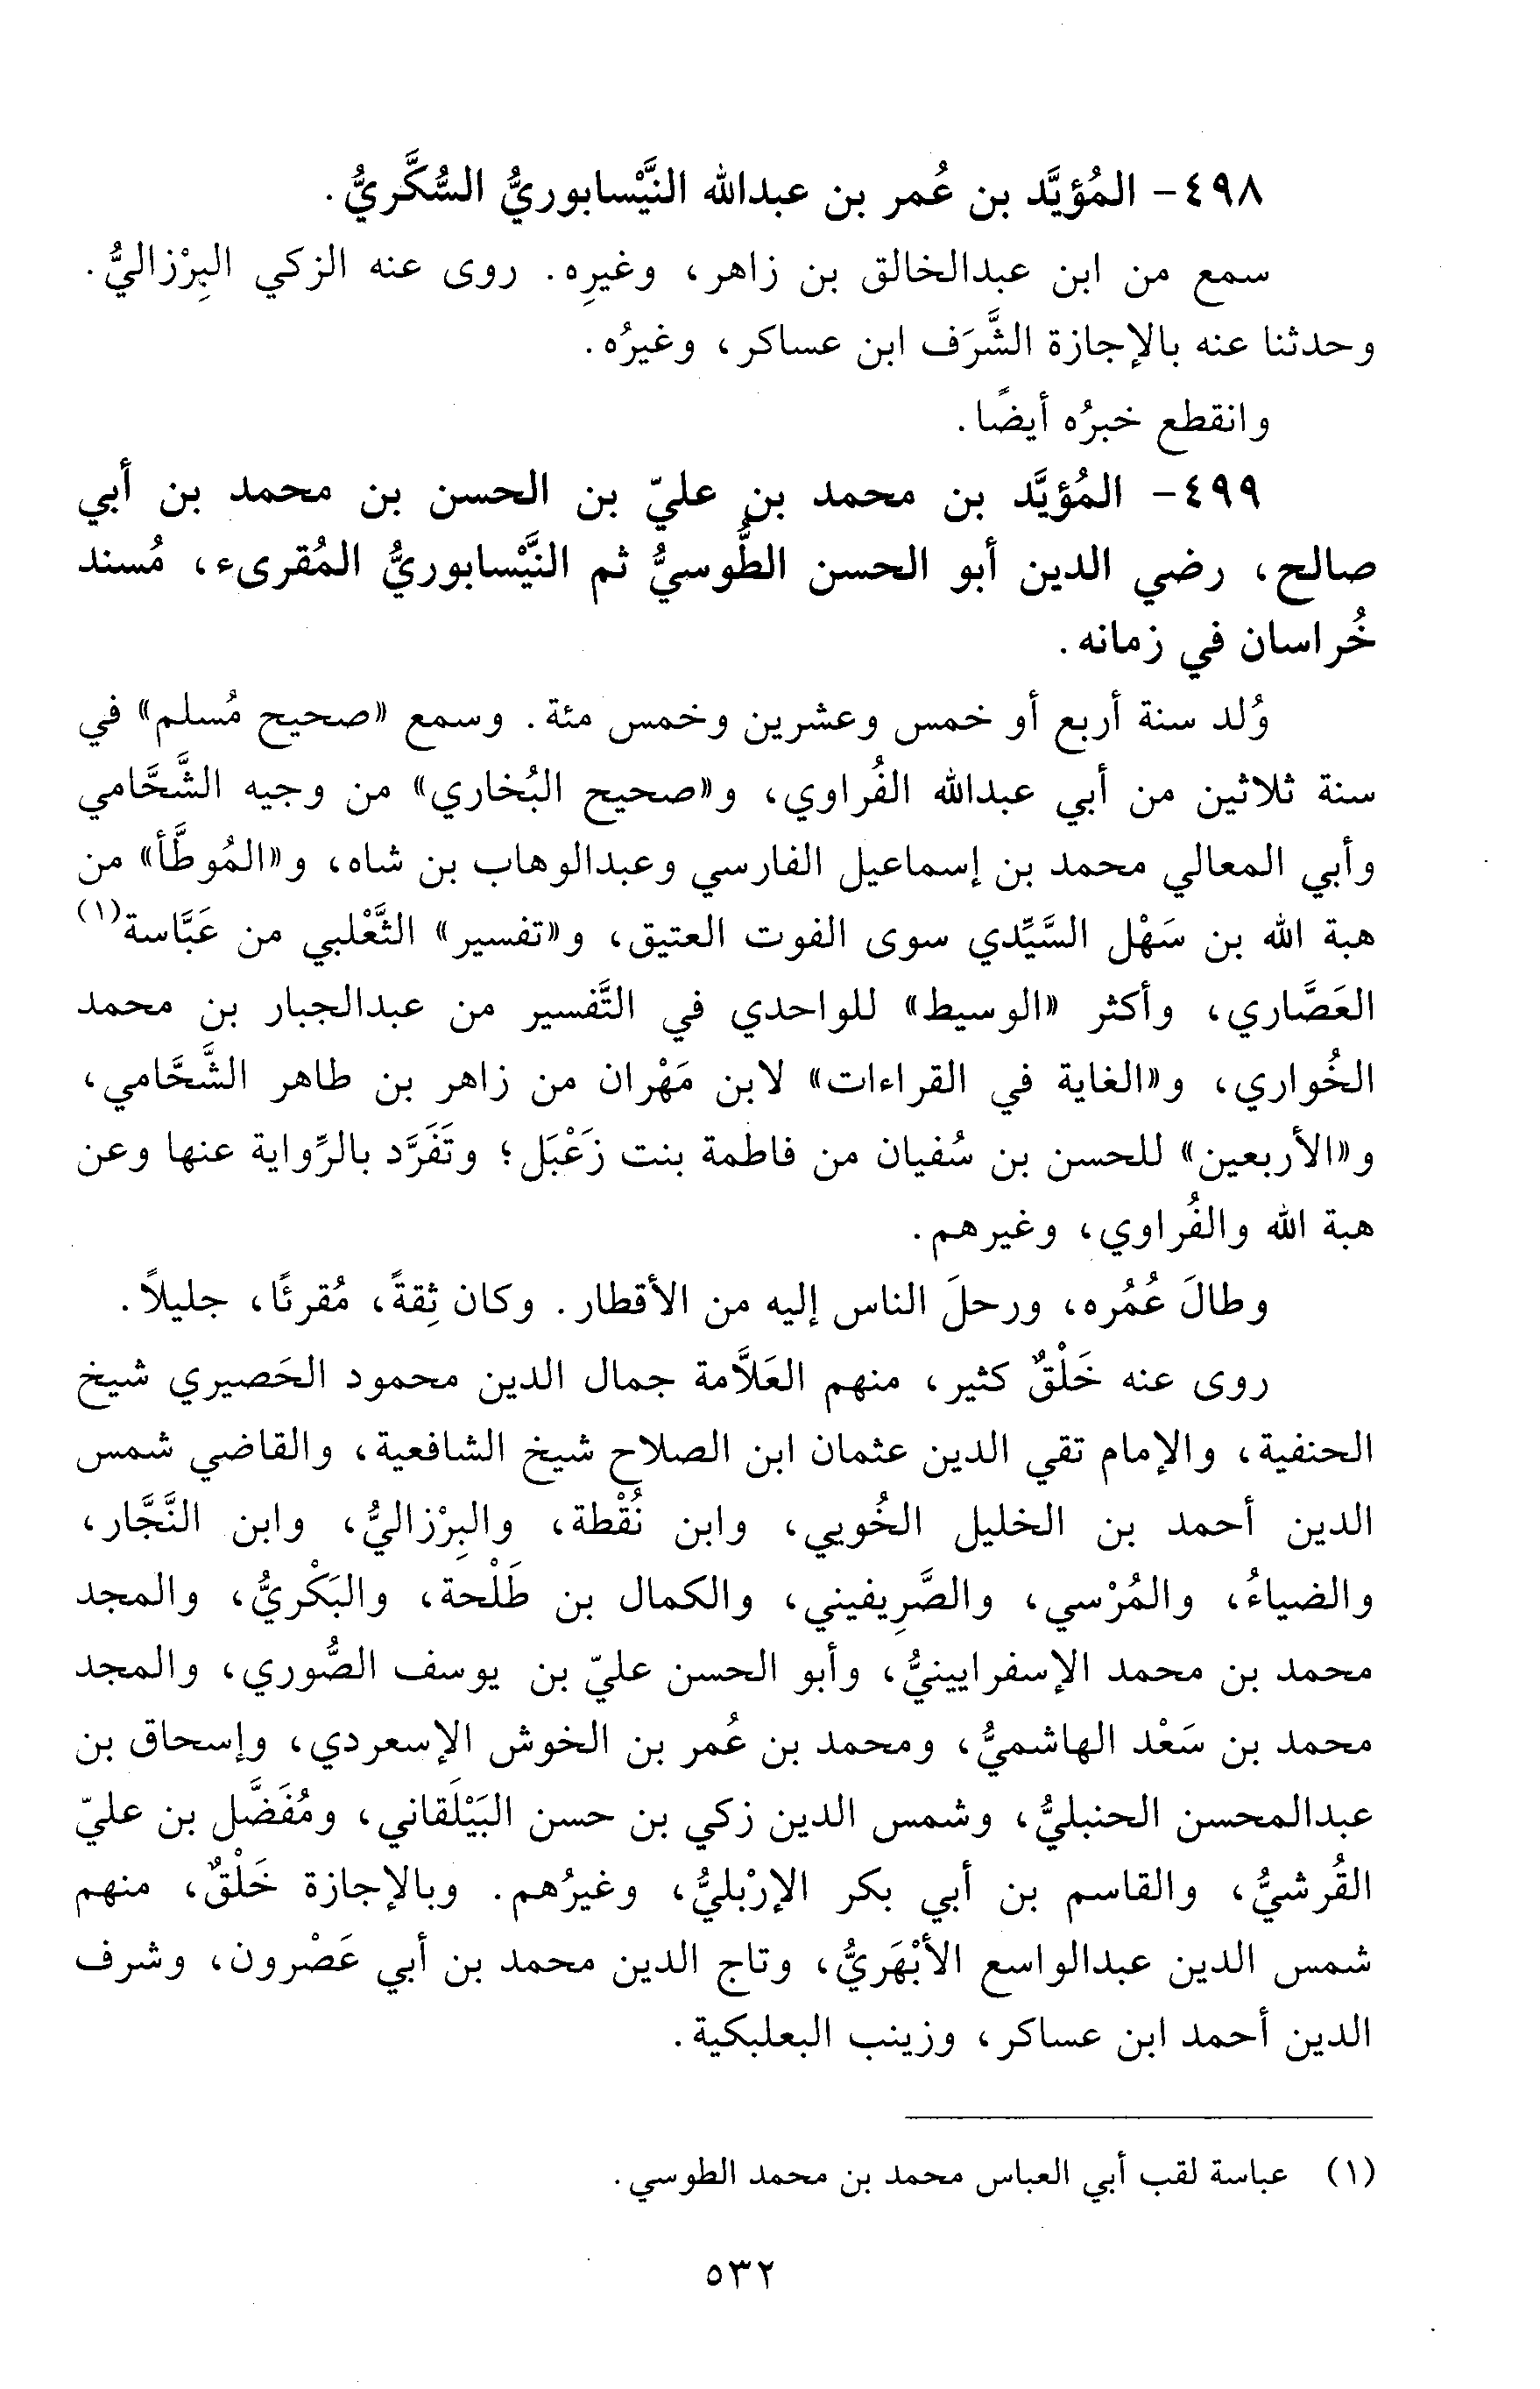 ٤٩٨- المُؤيَّد بن عُمر بن عبدالله النَّيْسابوريُّ السُّكَّريُّ.
سمع من ابن عبدالخالق بن زاهر، وغيرِه. روى عنه الزكي البِرْزاليُّ.
وحدثنا عنه بالإجازة الشَّرَف ابن عساكر، وغيرُه.
وانقطع خبرُه أيضًا.
٤٩٩- المُؤيَّد بن محمد بن عليّ بن الحسن بن محمد بن أبي
صالح، رضي الدين أبو الحسن الطُّوسيُّ ثم النَّيْسابوريُّ المُقرىء، مُسند
خُراسان في زمانه.
وُلد سنة أربع أو خمس وعشرين وخمس مئة. وسمع «صحيح مُسلم» في
سنة ثلاثين من أبي عبدالله الفُراوي، و«صحيح البُخاري» من وجيه الشَّحَّامي
وأبي المعالي محمد بن إسماعيل الفارسي وعبدالوهاب بن شاه، و«المُوطَّأ» من
هبة الله بن سَهْل السَّيِّدي سوى الفوت العتيق، و«تفسير» الثَّعْلبي من عَبَّاسة(١)
العَصَّاري، وأكثر «الوسيط» للواحدي في التَّفسير من عبدالجبار بن محمد
الخُواري، و«الغاية في القراءات» لابن مَهْران من زاهر بن طاهر الشَّحَّامي،
و«الأربعين» للحسن بن سُفيان من فاطمة بنت زَعْبَل؛ وتَفَرَّد بالرِّواية عنها وعن
هبة الله والفُراوي، وغيرهم.
وطالَ عُمُره، ورحلَ الناس إليه من الأقطار. وكان ثِقةً، مُقرئًا، جليلاً.
روى عنه خَلْقٌ كثير، منهم العَلاَّمة جمال الدين محمود الحَصيري شيخ
الحنفية، والإمام تقي الدين عثمان ابن الصلاح شيخ الشافعية، والقاضي شمس
الدين أحمد بن الخليل الخُويي، وابن نُقْطة، والبِرْزاليُّ، وابن النَّجَّار،
والضياءُ، والمُرْسي، والصَّرِيفيني، والكمال بن طَلْحة، والبَكْريُّ، والمجد
محمد بن محمد الإسفرايينيُّ، وأبو الحسن عليّ بن يوسف الصُّوري، والمجد
محمد بن سَعْد الهاشميُّ، ومحمد بن عُمر بن الخوش الإسعردي، وإسحاق بن
عبدالمحسن الحنبليُّ، وشمس الدين زكي بن حسن البَيْلَقاني، ومُفَضَّل بن عليّ
القُرشيُّ، والقاسم بن أبي بكر الإرْبليُّ، وغيرُهم. وبالإجازة خَلْقٌ، منهم
شمس الدين عبدالواسع الأبْهَريُّ، وتاج الدين محمد بن أبي عَصْرون، وشرف
الدين أحمد ابن عساكر، وزينب البعلبكية.
(١) عباسة لقب أبي العباس محمد بن محمد الطوسي.
٥٣٢